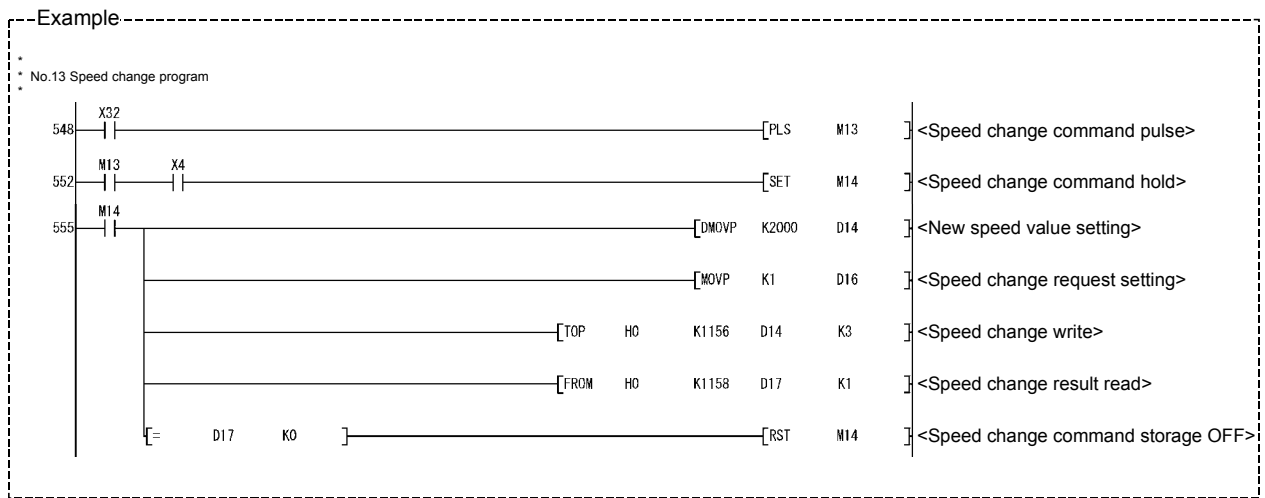 Example
*
* No.13 Speed change program
*
X32
548 [PLS M13 ] <Speed change command pulse>
M13 X4
552 [SET M14 ] <Speed change command hold>
M14
555 [DMOVP K2000 D14 ] <New speed value setting>
[MOVP K1 D16 ] <Speed change request setting>
[TOP H0 K1156 D14 K3 ] <Speed change write>
[FROM H0 K1158 D17 K1 ] <Speed change result read>
[= D17 K0 ] [RST M14 ] <Speed change command storage OFF>